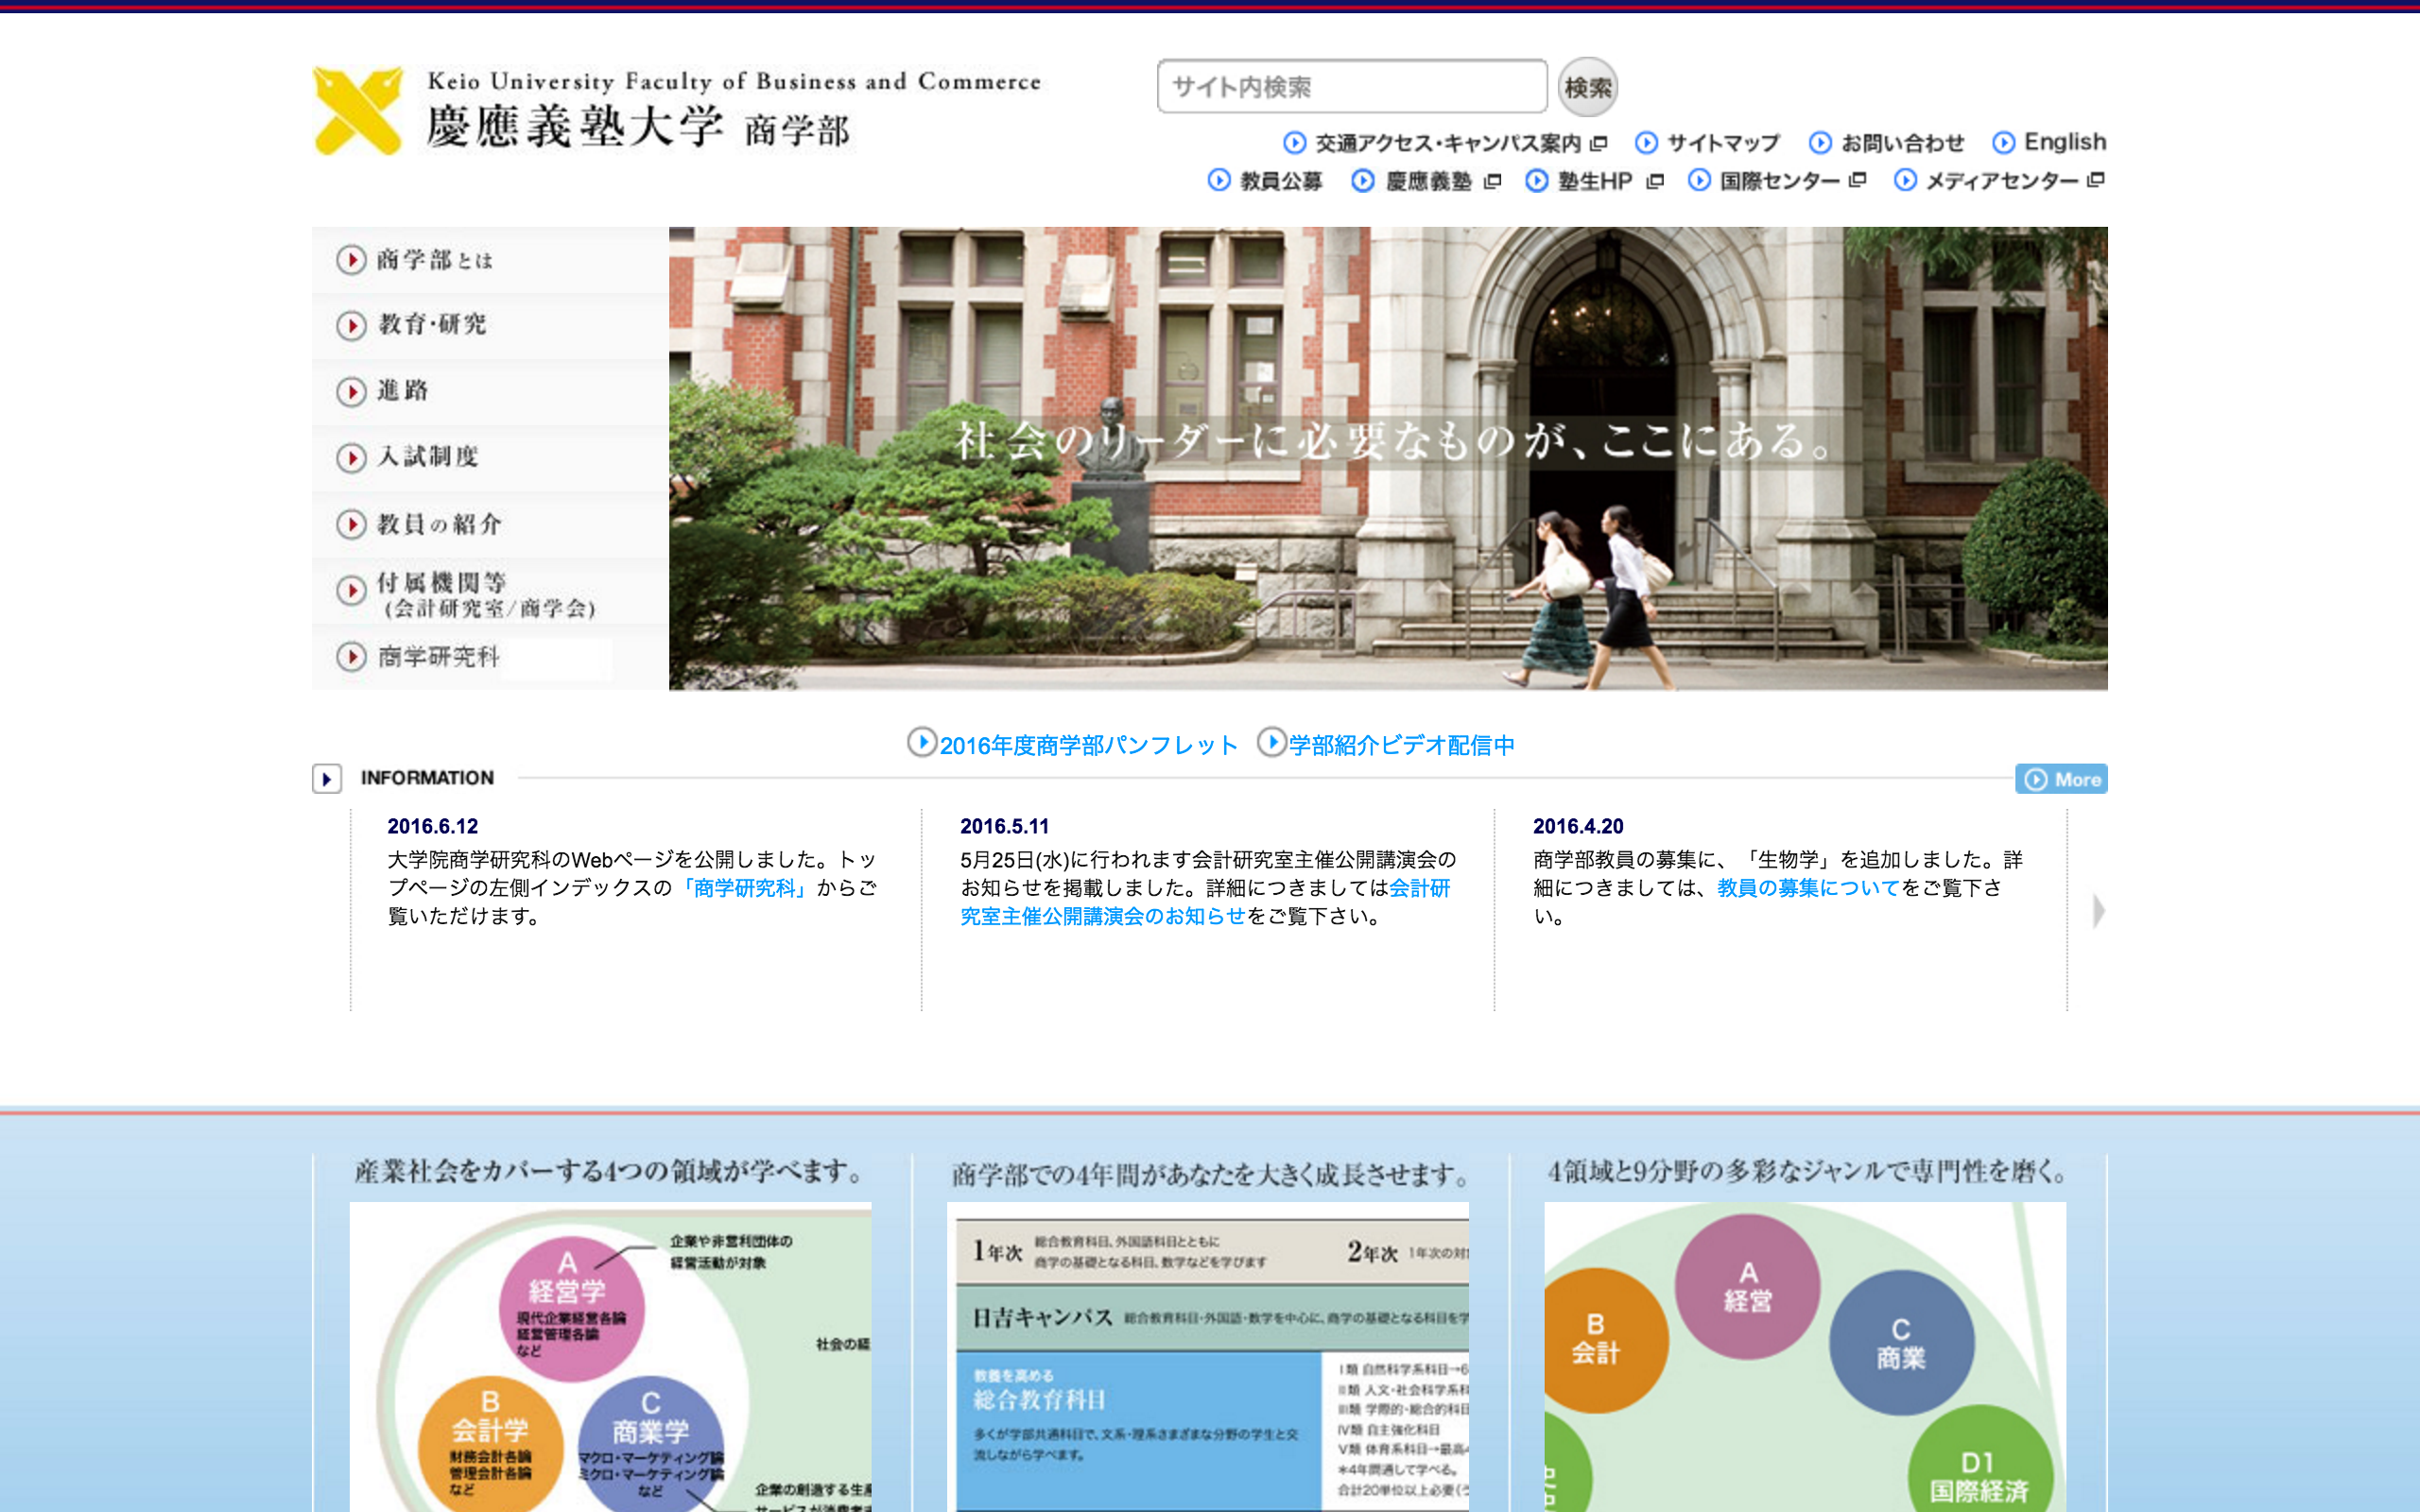 Keio University Faculty of Business and Commerce
慶應義塾大学 商学部
サイト内検索
検索
交通アクセス・キャンパス案内 サイトマップ お問い合わせ English
教員公募 慶應義塾 塾生HP 国際センター メディアセンター
商学部とは
教育・研究
進路
入試制度
教員の紹介
付属機関等
(会計研究室/商学会)
商学研究科
社会のリーダーに必要なものが、ここにある。
2016年度商学部パンフレット 学部紹介ビデオ配信中
INFORMATION
More
2016.6.12
大学院商学研究科のWebページを公開しました。トッ
プページの左側インデックスの「商学研究科」からご
覧いただけます。
2016.5.11
5月25日(水)に行われます会計研究室主催公開講演会の
お知らせを掲載しました。詳細につきましては会計研
究室主催公開講演会のお知らせをご覧下さい。
2016.4.20
商学部教員の募集に、「生物学」を追加しました。詳
細につきましては、教員の募集についてをご覧下さ
い。
産業社会をカバーする4つの領域が学べます。
企業や非営利団体の
経営活動が対象
A
経営学
現代企業経営各論
経営管理各論
など
社会の経
B
会計学
財務会計各論
管理会計各論
など
C
商業学
マクロ・マーケティング論
ミクロ・マーケティング論
など
企業の創造する生産
商学部での4年間があなたを大きく成長させます。
1年次 総合教育科目、外国語科目とともに
商学の基礎となる科目、数学などを学びます
2年次 1年次の対
日吉キャンパス 総合教育科目・外国語・数学を中心に、商学の基礎となる科目を学
教養を高める
総合教育科目
多くが学部共通科目で、文系・理系さまざまな分野の学生と交
流しながら学べます。
I類 自然科学系科目→6
II類 人文・社会科学系科
III類 学際的・総合的科目
IV類 自主強化科目
V類 体育系科目→最高4
*4年間通して学べる。
合計20単位以上必要(う
4領域と9分野の多彩なジャンルで専門性を磨く。
A
経営
B
会計
C
商業
D1
国際経済